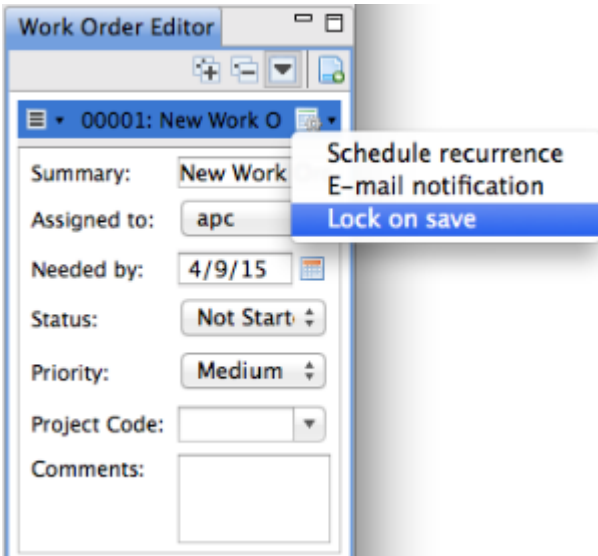 Work Order Editor
00001: New Work O
Schedule recurrence
E-mail notification
Lock on save
Summary: New Work
Assigned to: apc
Needed by: 4/9/15
Status: Not Start
Priority: Medium
Project Code:
Comments: